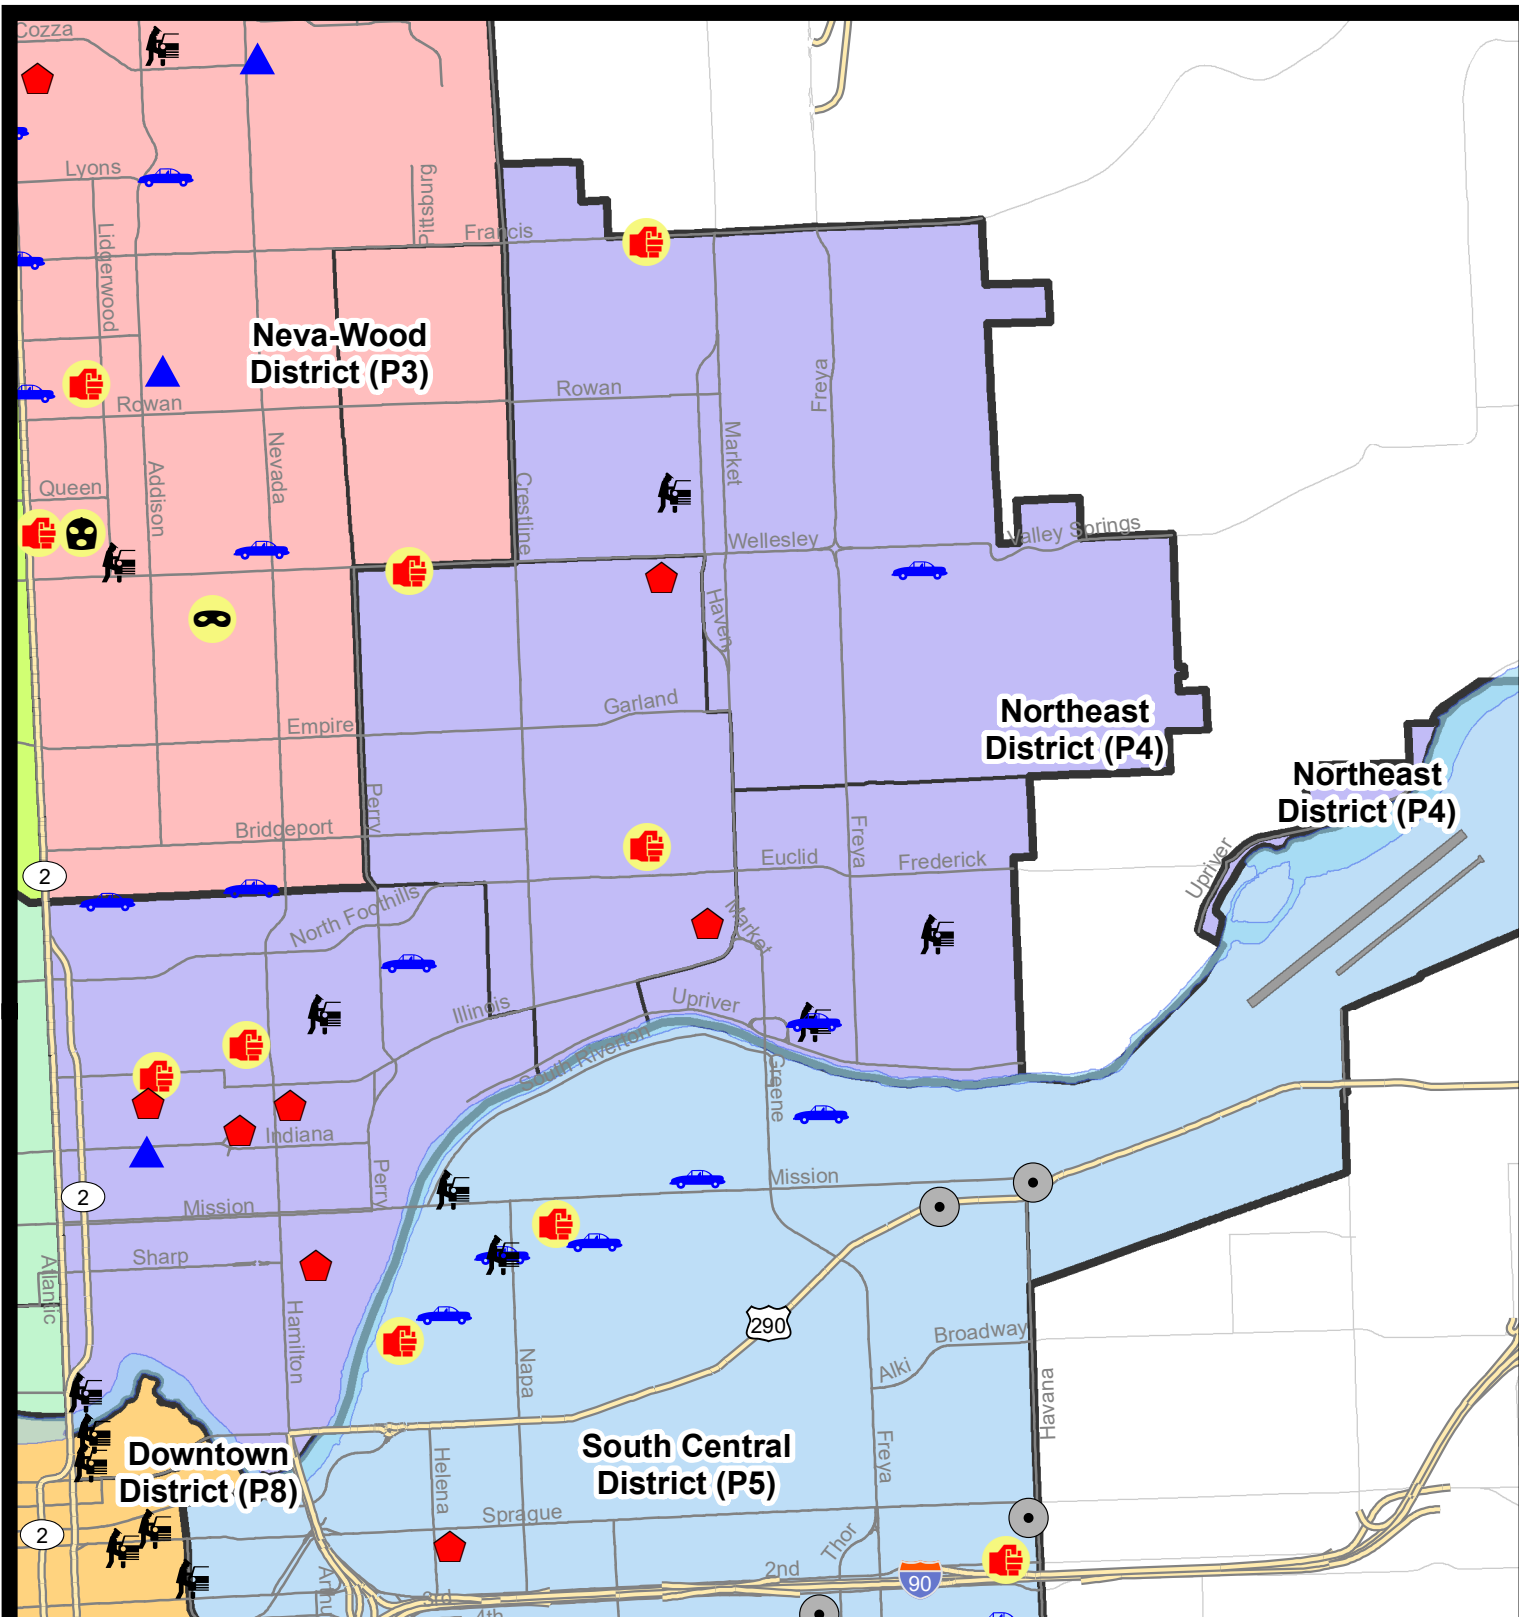 Cozza
Lyons
Pittsburg
Lidgerwood
Francis
Neva-Wood
District (P3)
Freya
Rowan
Rowan
Market
Nevada
Addison
Queen
Crestline
Wellesley
Valley Springs
Haven
Garland
Northeast
District (P4)
Empire
Northeast
District (P4)
Perry
Bridgeport
Freya
Euclid
Frederick
Upriver
2
North Foothills
Market
Illinois
Upriver
South Riverton
Greene
Indiana
Perry
Mission
2
Mission
Sharp
Atlantic
Hamilton
290
Broadway
Napa
Alki
Havana
Downtown
District (P8)
South Central
District (P5)
Helena
Freya
Sprague
2
Thor
2nd
90
3rd
4th